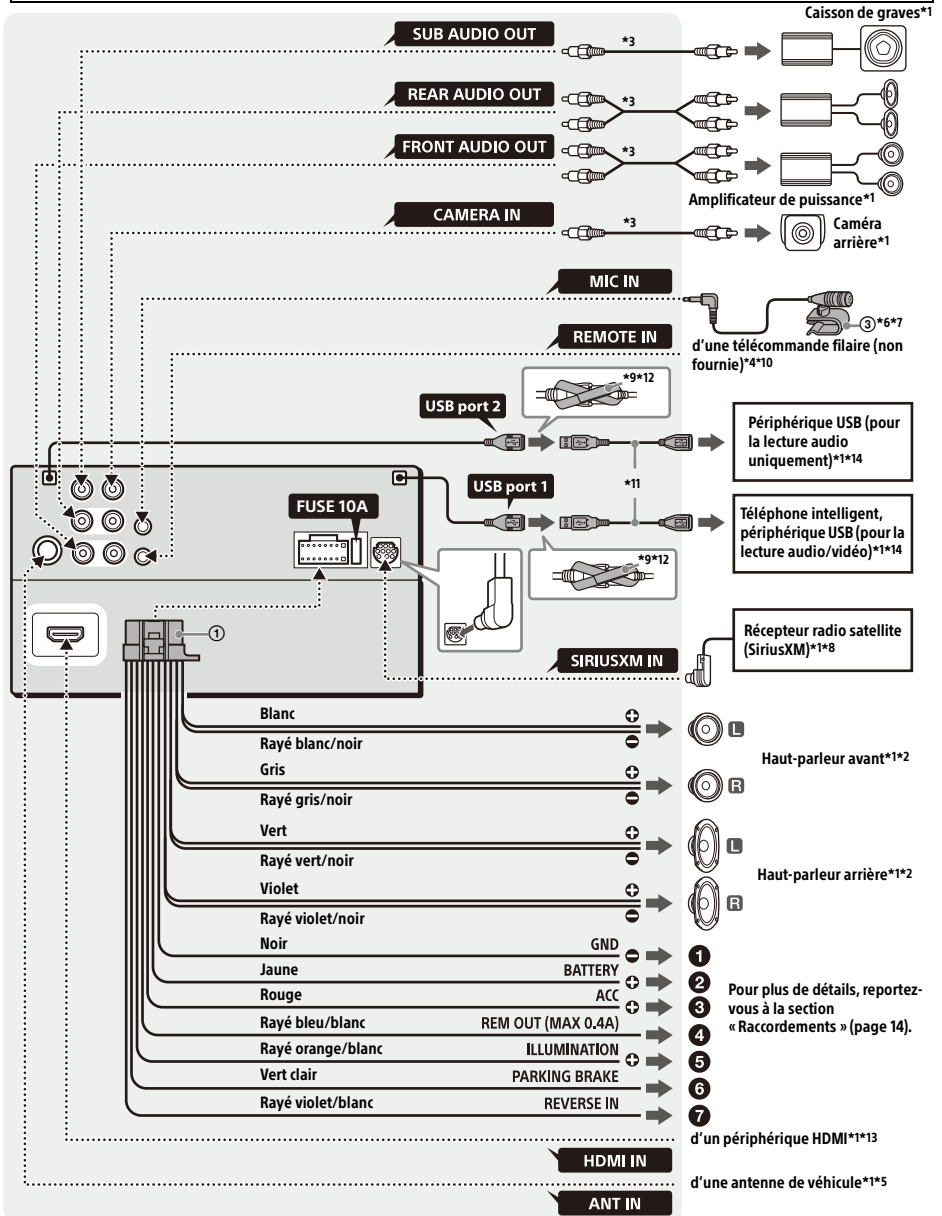 Caisson de graves*1
SUB AUDIO OUT
*3
REAR AUDIO OUT
*3
FRONT AUDIO OUT
*3
Amplificateur de puissance*1
CAMERA IN
*3
Caméra
arrière*1
MIC IN
③*6*7
REMOTE IN
d'une télécommande filaire (non
fournie)*4*10
*9*12
USB port 2
Périphérique USB (pour
la lecture audio
uniquement)*1*14
*11
USB port 1
FUSE 10A
Téléphone intelligent,
périphérique USB (pour la
lecture audio/vidéo)*1*14
*9*12
①
Récepteur radio satellite
(SiriusXM)*1*8
SIRIUSXM IN
Blanc
L
Rayé blanc/noir
Haut-parleur avant*1*2
Gris
R
Rayé gris/noir
Vert
L
Rayé vert/noir
Haut-parleur arrière*1*2
Violet
R
Rayé violet/noir
Noir GND ❶
Jaune BATTERY ❷
Rouge ACC ❸
Rayé bleu/blanc REM OUT (MAX 0.4A) ❹
Rayé orange/blanc ILLUMINATION ❺
Vert clair PARKING BRAKE ❻
Rayé violet/blanc REVERSE IN ❼
Pour plus de détails, reportez-
vous à la section
« Raccordements » (page 14).
d'un périphérique HDMI*1*13
HDMI IN
d'une antenne de véhicule*1*5
ANT IN